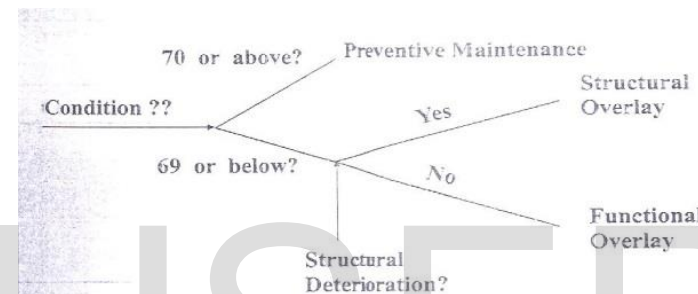 70 or above?
Preventive Maintenance
Structural
Overlay
Condition ??
Yes
69 or below?
No
Functional
Overlay
Structural
Deterioration?